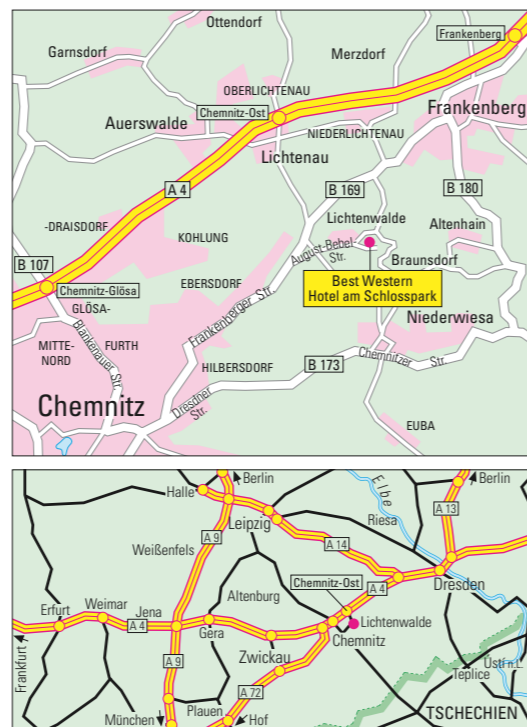 Ottendorf
Garnsdorf
Merzdorf
Frankenberg
OBERLICHTENAU
Chemnitz-Ost
Auerswalde
NIEDERLICHTENAU
Frankenberg
Lichtenau
A 4
B 169
B 180
-DRAISDORF
Lichtenwalde
Altenhain
KOHLUNG
August-Bebel
Str.
B 107
Braunsdorf
Chemnitz-Glösa
EBERSDORF
Best Western
Hotel am Schlosspark
GLÖSA-
Frankenberger Str.
Niederwiesa
MITTE-
NORD
FURTH
Blankenauer Str.
HILBERSDORF
B 173
Chemnitzer Str.
Chemnitz
Dresdner
Str.
EUBA
Berlin
Berlin
Halle
Elbe
A 9
Leipzig
Riesa
A 13
Weißenfels
A 14
Chemnitz-Ost
Dresden
Erfurt
Weimar
Jena
Altenburg
A 4
A 4
Lichtenwalde
Gera
Chemnitz
Frankfurt
A 9
Zwickau
Teplice
Ústí n.L.
A 72
Plauen
München
Hof
TSCHECHIEN